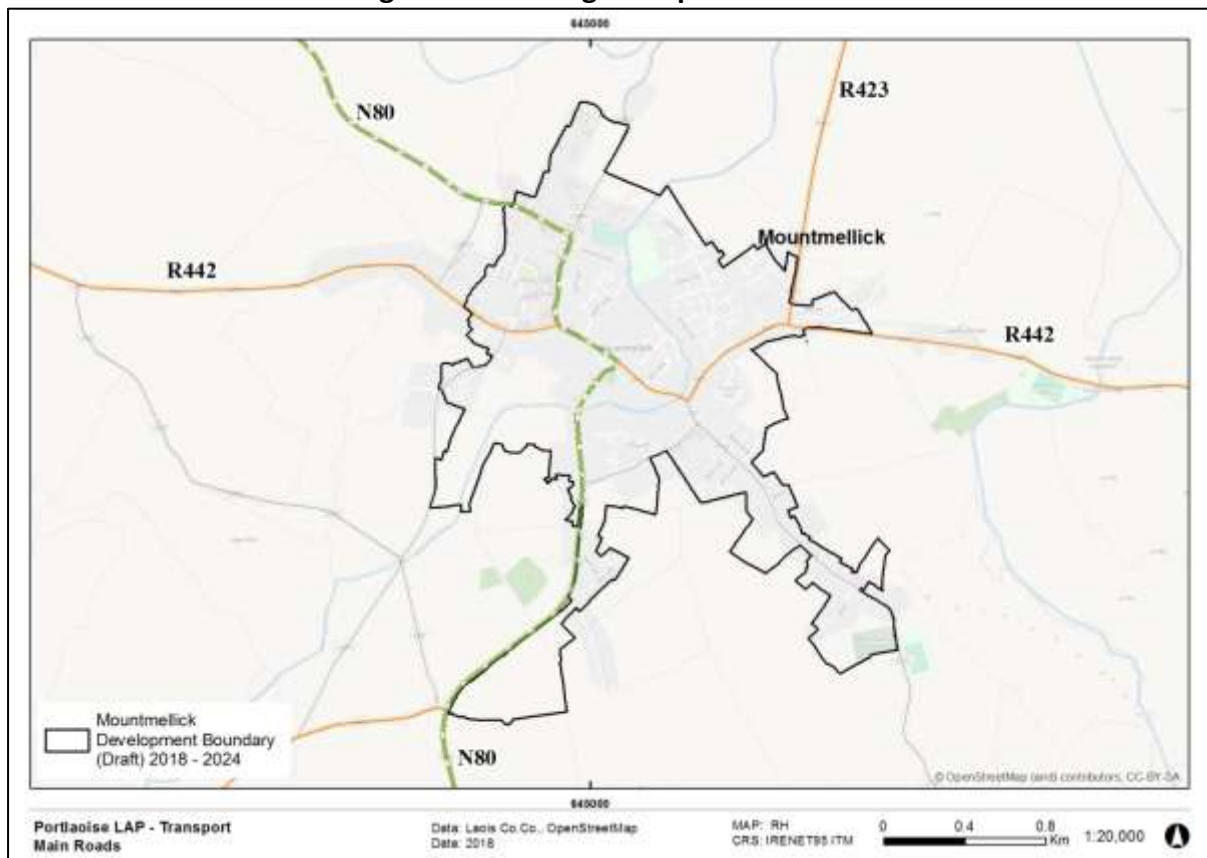 645000
R423
N80
Mountmellick
R442
R442
N80
Mountmellick
Development Boundary
(Draft) 2018 - 2024
© OpenStreetMap (and) contributors, CC-BY-SA
645000
Portlaoise LAP - Transport
Main Roads
Data: Laois Co.Co., OpenStreetMap
Date: 2018
MAP: RH
CRS: IRENET95 ITM
0 0.4 0.8
Km
1:20,000